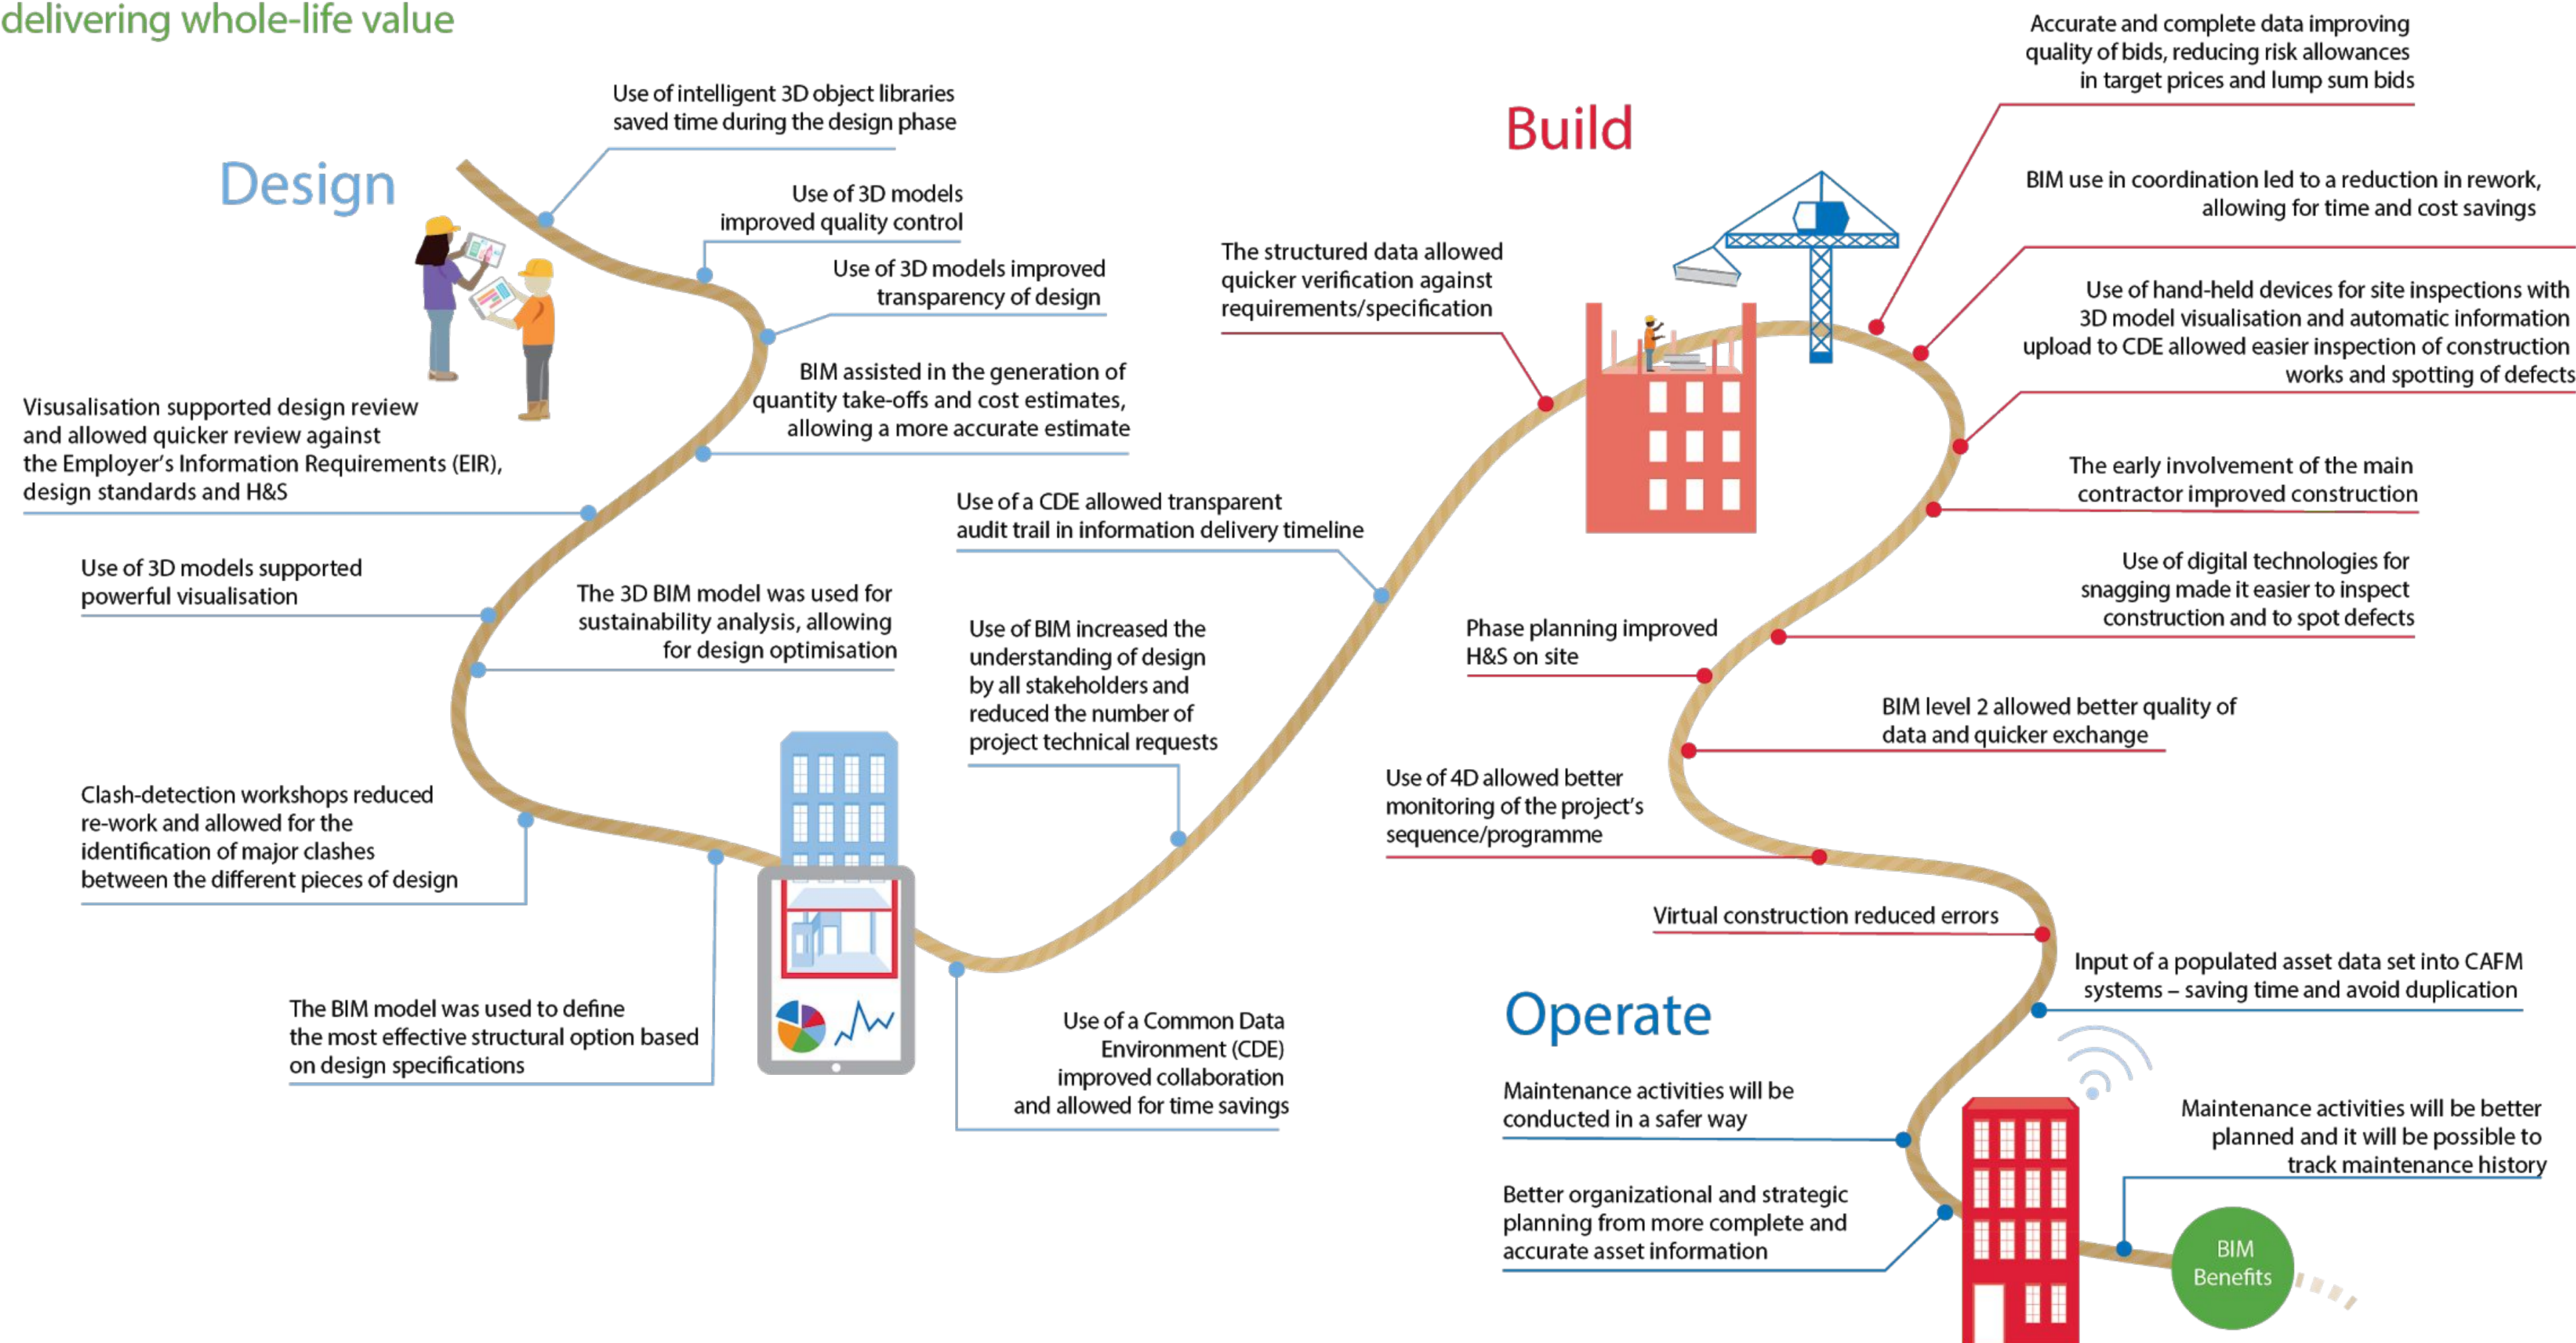 delivering whole-life value
Design
Use of intelligent 3D object libraries
saved time during the design phase
Use of 3D models
improved quality control
Use of 3D models improved
transparency of design
BIM assisted in the generation of
quantity take-offs and cost estimates,
allowing a more accurate estimate
Visusalisation supported design review
and allowed quicker review against
the Employer's Information Requirements (EIR),
design standards and H&S
Use of 3D models supported
powerful visualisation
The 3D BIM model was used for
sustainability analysis, allowing
for design optimisation
Clash-detection workshops reduced
re-work and allowed for the
identification of major clashes
between the different pieces of design
The BIM model was used to define
the most effective structural option based
on design specifications
Use of a Common Data
Environment (CDE)
improved collaboration
and allowed for time savings
Use of BIM increased the
understanding of design
by all stakeholders and
reduced the number of
project technical requests
Use of a CDE allowed transparent
audit trail in information delivery timeline
Build
The structured data allowed
quicker verification against
requirements/specification
Accurate and complete data improving
quality of bids, reducing risk allowances
in target prices and lump sum bids
BIM use in coordination led to a reduction in rework,
allowing for time and cost savings
Use of hand-held devices for site inspections with
3D model visualisation and automatic information
upload to CDE allowed easier inspection of construction
works and spotting of defects
The early involvement of the main
contractor improved construction
Use of digital technologies for
snagging made it easier to inspect
construction and to spot defects
Phase planning improved
H&S on site
BIM level 2 allowed better quality of
data and quicker exchange
Use of 4D allowed better
monitoring of the project's
sequence/programme
Virtual construction reduced errors
Operate
Input of a populated asset data set into CAFM
systems – saving time and avoid duplication
Maintenance activities will be
conducted in a safer way
Better organizational and strategic
planning from more complete and
accurate asset information
Maintenance activities will be better
planned and it will be possible to
track maintenance history
BIM
Benefits